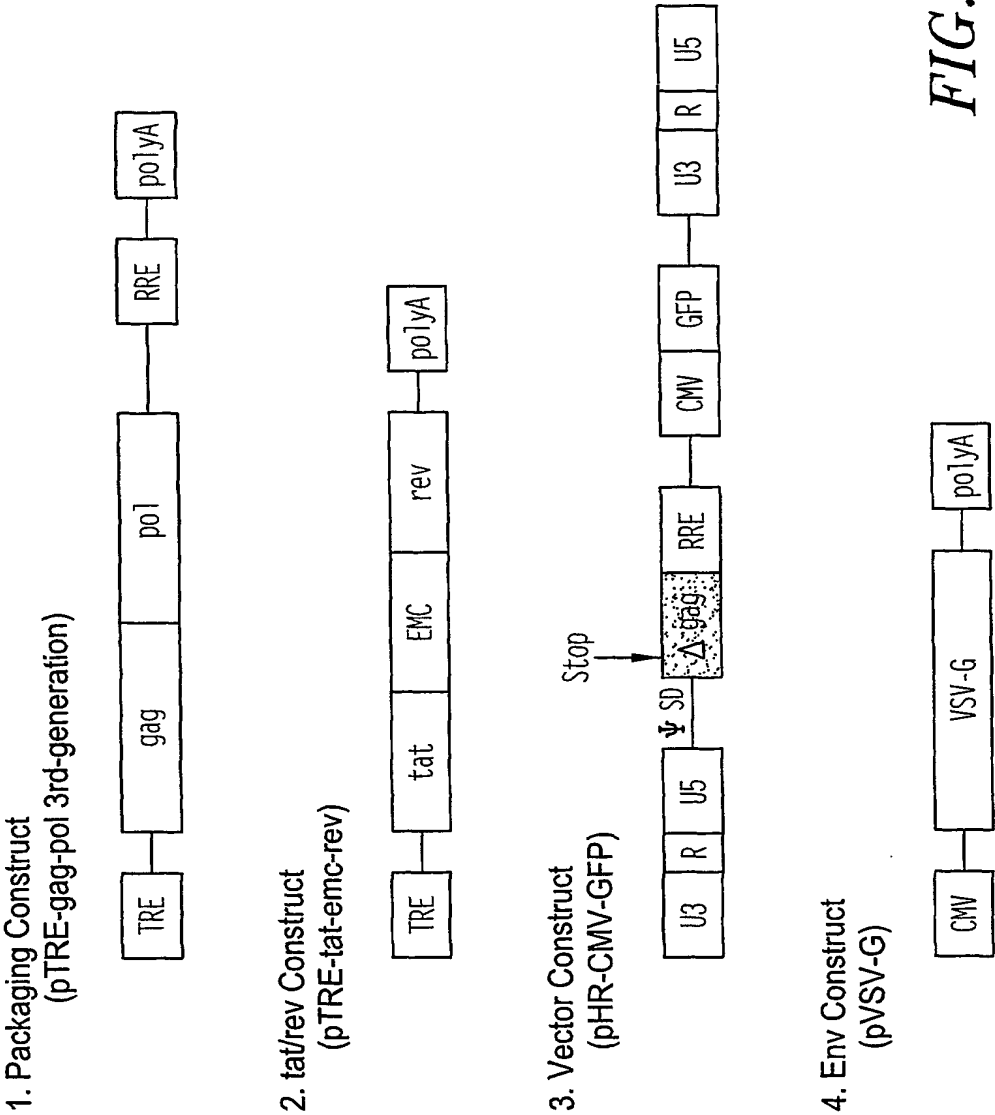 1. Packaging Construct
(pTRE-gag-pol 3rd-generation)
TRE gag pol RRE polyA
2. tat/rev Construct
(pTRE-tat-emc-rev)
TRE tat EMC rev polyA
3. Vector Construct
(pHR-CMV-GFP)
Stop
U3 R U5 Ψ SD Δ gag RRE CMV GFP U3 R U5
4. Env Construct
(pVSV-G)
CMV VSV-G polyA
FIG.